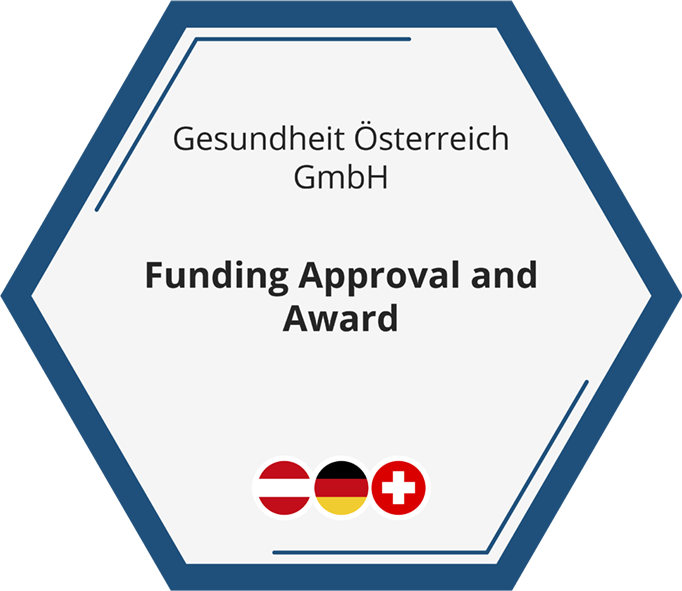 Gesundheit Österreich
GmbH
Funding Approval and
Award